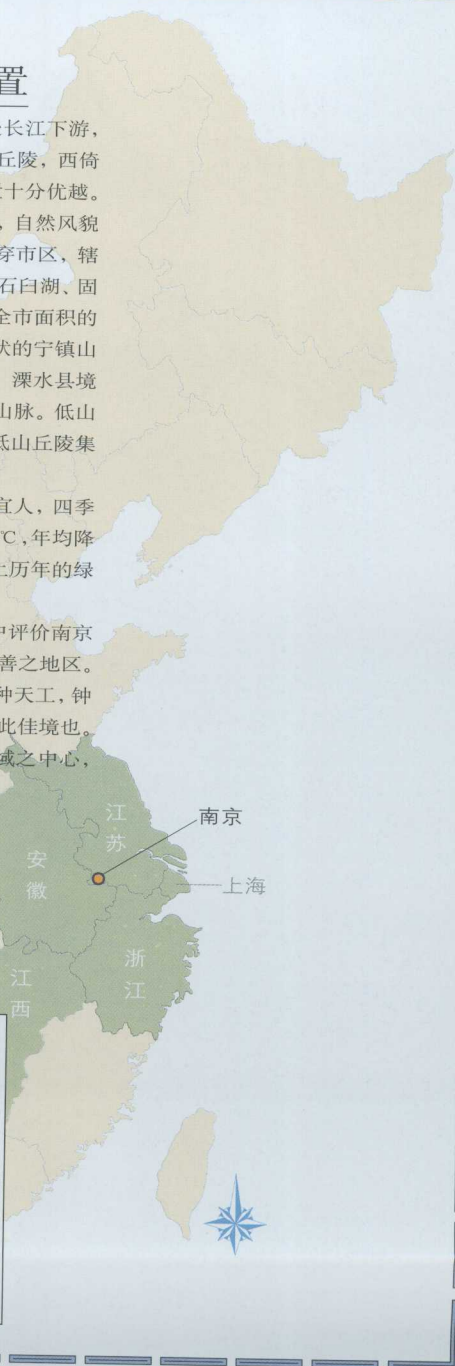 置
长江下游,
丘陵, 西倚
十分优越。
, 自然风貌
穿市区, 辖
石臼湖、固
全市面积的
伏的宁镇山
溧水县境
山脉。低山
低山丘陵集
宜人, 四季
℃, 年均降
上历年的绿
中评价南京
善之地区。
种天工, 钟
此佳境也。
域之中心,
江苏
南京
安徽
上海
浙江
江西